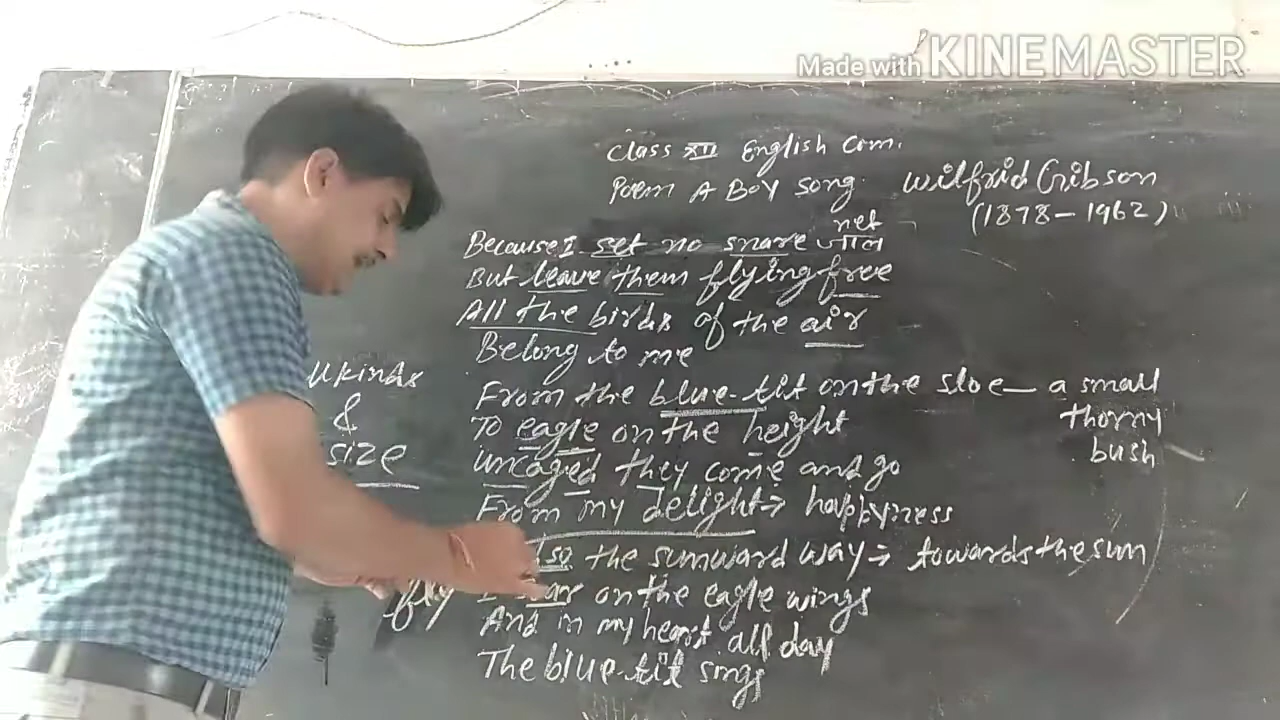 Made with KINEMASTER
Class XII English Com.
Poem A Boy song. Wilfrid Gibson
(1878-1962)
net
Because I set no snare जाल
But leave them flying free
All the birds of the air
Belong to me
From the blue-tit on the sloe - a small
thorny
bush
To eagle on the height
uncaged they come and go
From my delight → happyness
so the sunward way → towards the sun
fly I soar on the eagle wings
And in my heart all day
The blue-tit sings
kinds
&
size